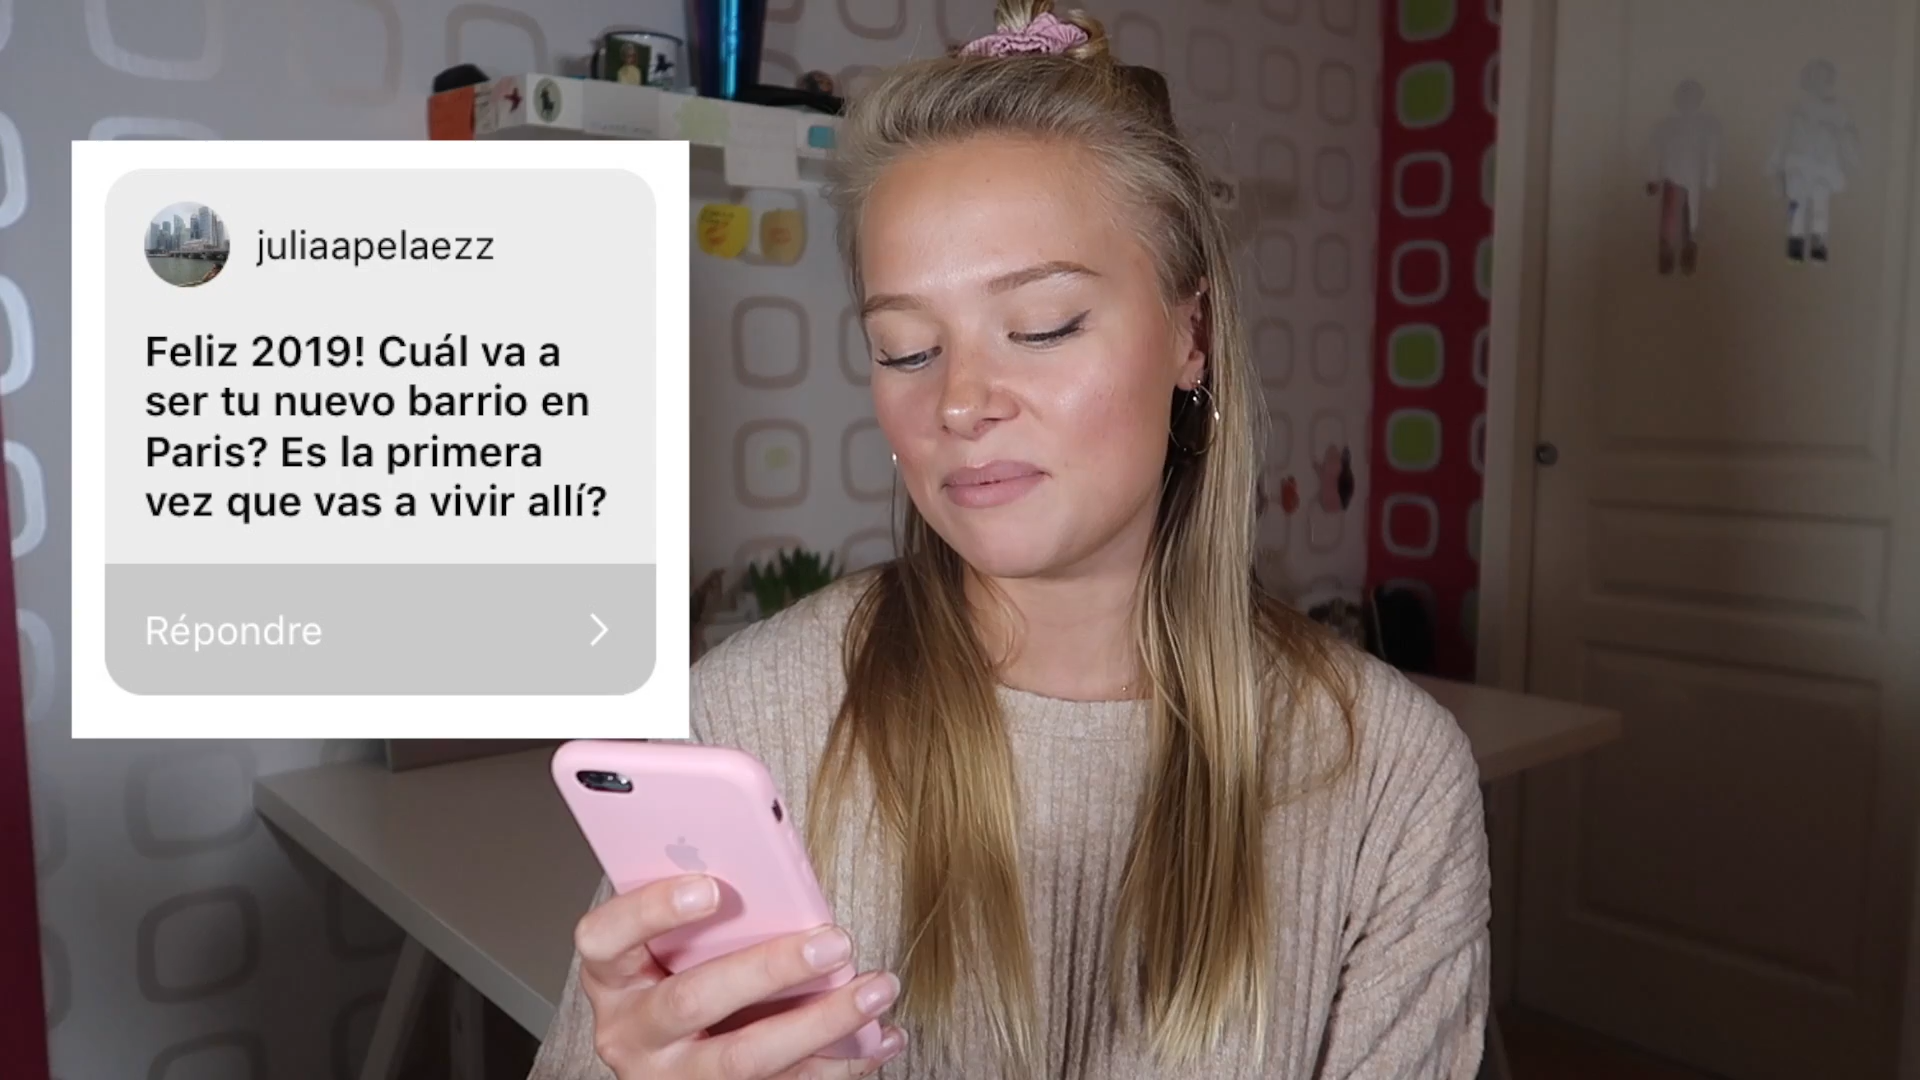 juliaapelaezz
Feliz 2019! Cuál va a
ser tu nuevo barrio en
Paris? Es la primera
vez que vas a vivir allí?
Répondre